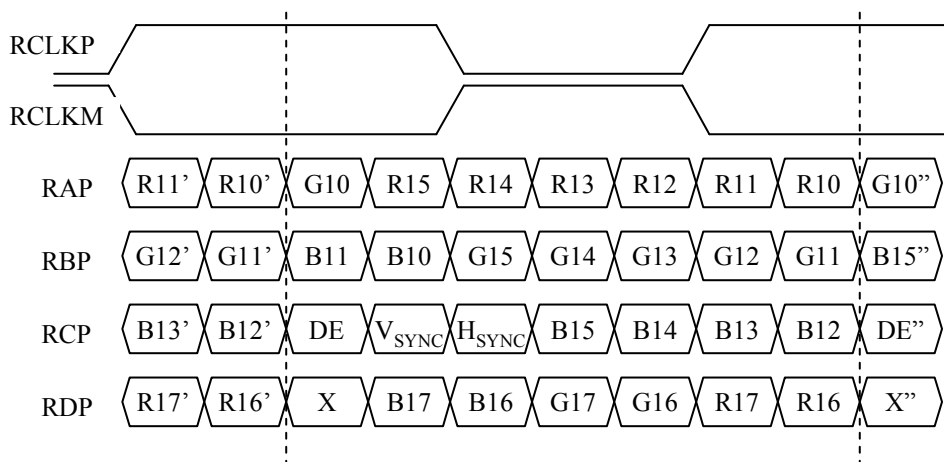 RCLKP
RCLKM
RAP R11’ R10’ G10 R15 R14 R13 R12 R11 R10 G10”
RBP G12’ G11’ B11 B10 G15 G14 G13 G12 G11 B15”
RCP B13’ B12’ DE VSYNC HSYNC B15 B14 B13 B12 DE”
RDP R17’ R16’ X B17 B16 G17 G16 R17 R16 X”